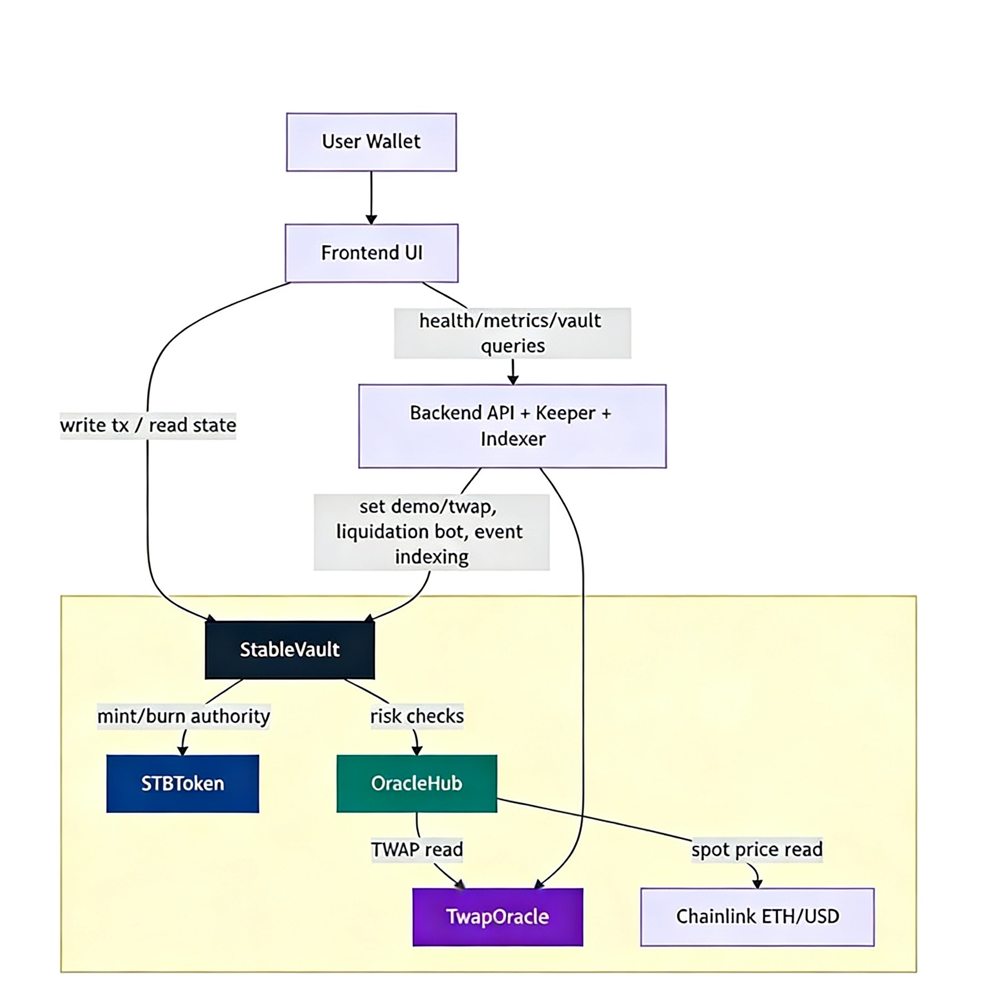 User Wallet
Frontend UI
health/metrics/vault
queries
write tx / read state
Backend API + Keeper +
Indexer
set demo/twap,
liquidation bot, event
indexing
StableVault
mint/burn authority
risk checks
STBToken
OracleHub
TWAP read
spot price read
TwapOracle
Chainlink ETH/USD